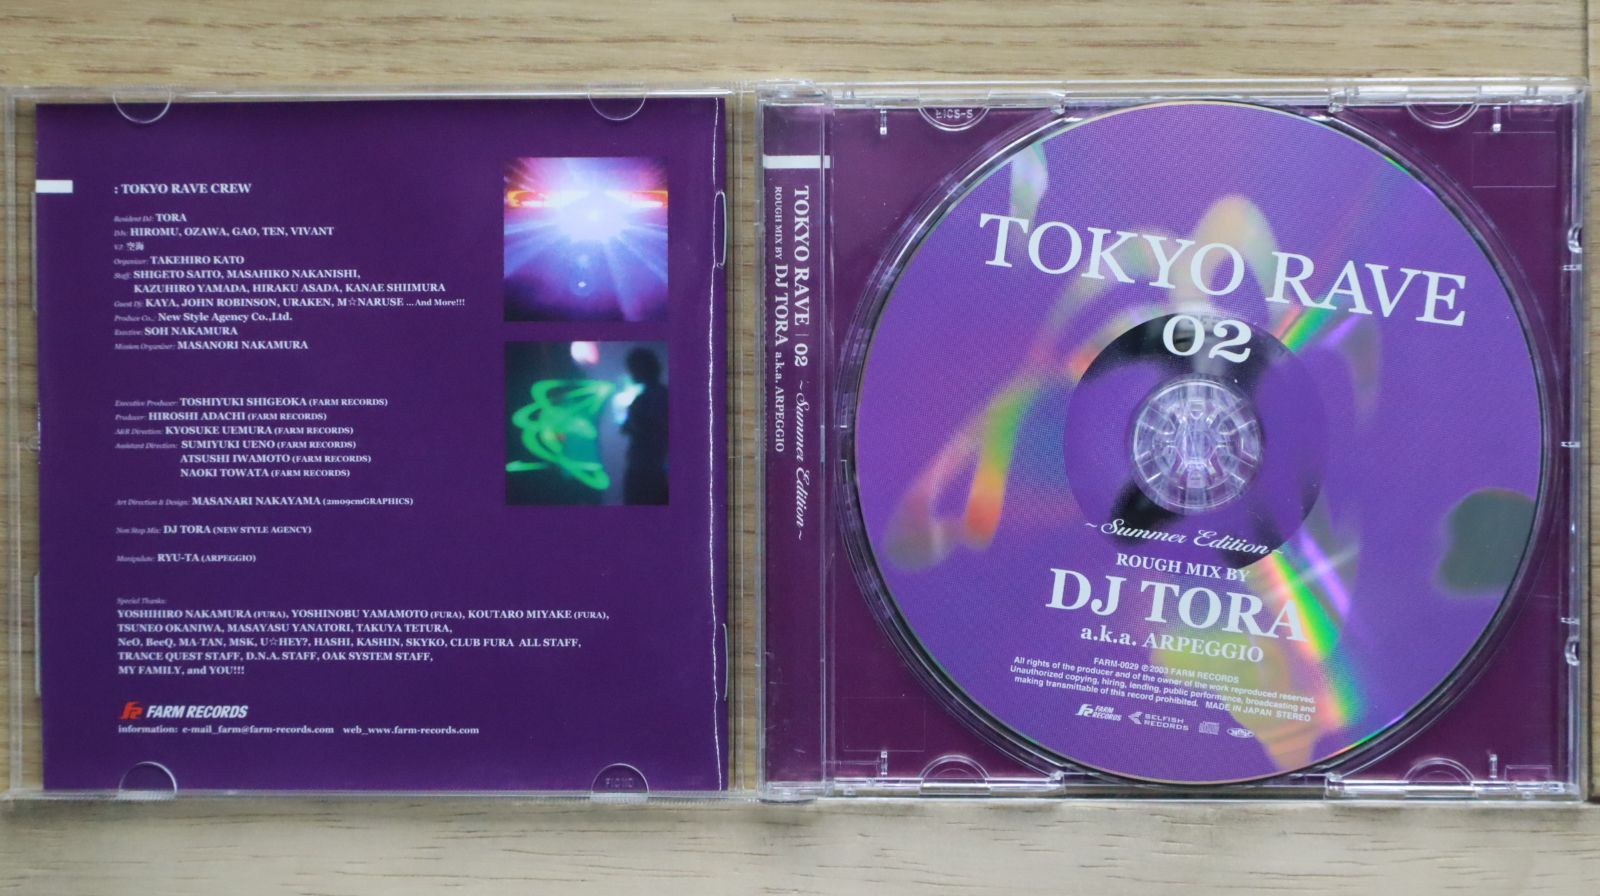 : TOKYO RAVE CREW
Resident DJ: TORA
DJs: HIROMU, OZAWA, GAO, TEN, VIVANT
VJ: 空海
Organizer: TAKEHIRO KATO
Staff: SHIGETO SAITO, MASAHIKO NAKANISHI,
KAZUHIRO YAMADA, HIRAKU ASADA, KANAE SHIIMURA
Guest Dj: KAYA, JOHN ROBINSON, URAKEN, M☆NARUSE ... And More!!!
Produce Co.,: New Style Agency Co.,Ltd.
Exective: SOH NAKAMURA
Mission Organizer: MASANORI NAKAMURA
Executive Producer: TOSHIYUKI SHIGEOKA (FARM RECORDS)
Producer: HIROSHI ADACHI (FARM RECORDS)
A&R Direction: KYOSUKE UEMURA (FARM RECORDS)
Assistant Direction: SUMIYUKI UENO (FARM RECORDS)
ATSUSHI IWAMOTO (FARM RECORDS)
NAOKI TOWATA (FARM RECORDS)
Art Direction & Design: MASANARI NAKAYAMA (2m09cmGRAPHICS)
Non Stop Mix: DJ TORA (NEW STYLE AGENCY)
Manipulate: RYU-TA (ARPEGGIO)
Special Thanks:
YOSHIHIRO NAKAMURA (FURA), YOSHINOBU YAMAMOTO (FURA), KOUTARO MIYAKE (FURA),
TSUNEO OKANIWA, MASAYASU YANATORI, TAKUYA TETURA,
NeO, BeeQ, MA-TAN, MSK, U☆HEY?, HASHI, KASHIN, SKYKO, CLUB FURA ALL STAFF,
TRANCE QUEST STAFF, D.N.A. STAFF, OAK SYSTEM STAFF,
MY FAMILY, and YOU!!!
FARM RECORDS
information: e-mail_farm@farm-records.com web_www.farm-records.com
TOKYO RAVE | 02 ~Summer Edition~
ROUGH MIX BY DJ TORA a.k.a. ARPEGGIO
TOKYO RAVE
02
~Summer Edition~
ROUGH MIX BY
DJ TORA
a.k.a. ARPEGGIO
FARM-0029 ℗2003 FARM RECORDS
All rights of the producer and of the owner of the work reproduced reserved.
Unauthorized copying, hiring, lending, public performance, broadcasting and
making transmittable of this record prohibited. MADE IN JAPAN STEREO
FARM RECORDS
SELFISH RECORDS